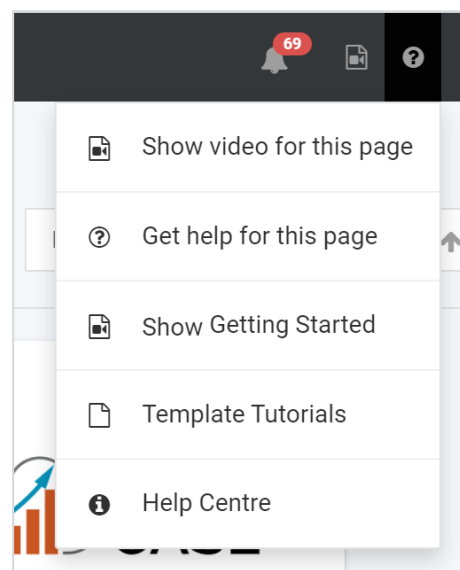 69
Show video for this page
Get help for this page
Show Getting Started
Template Tutorials
Help Centre